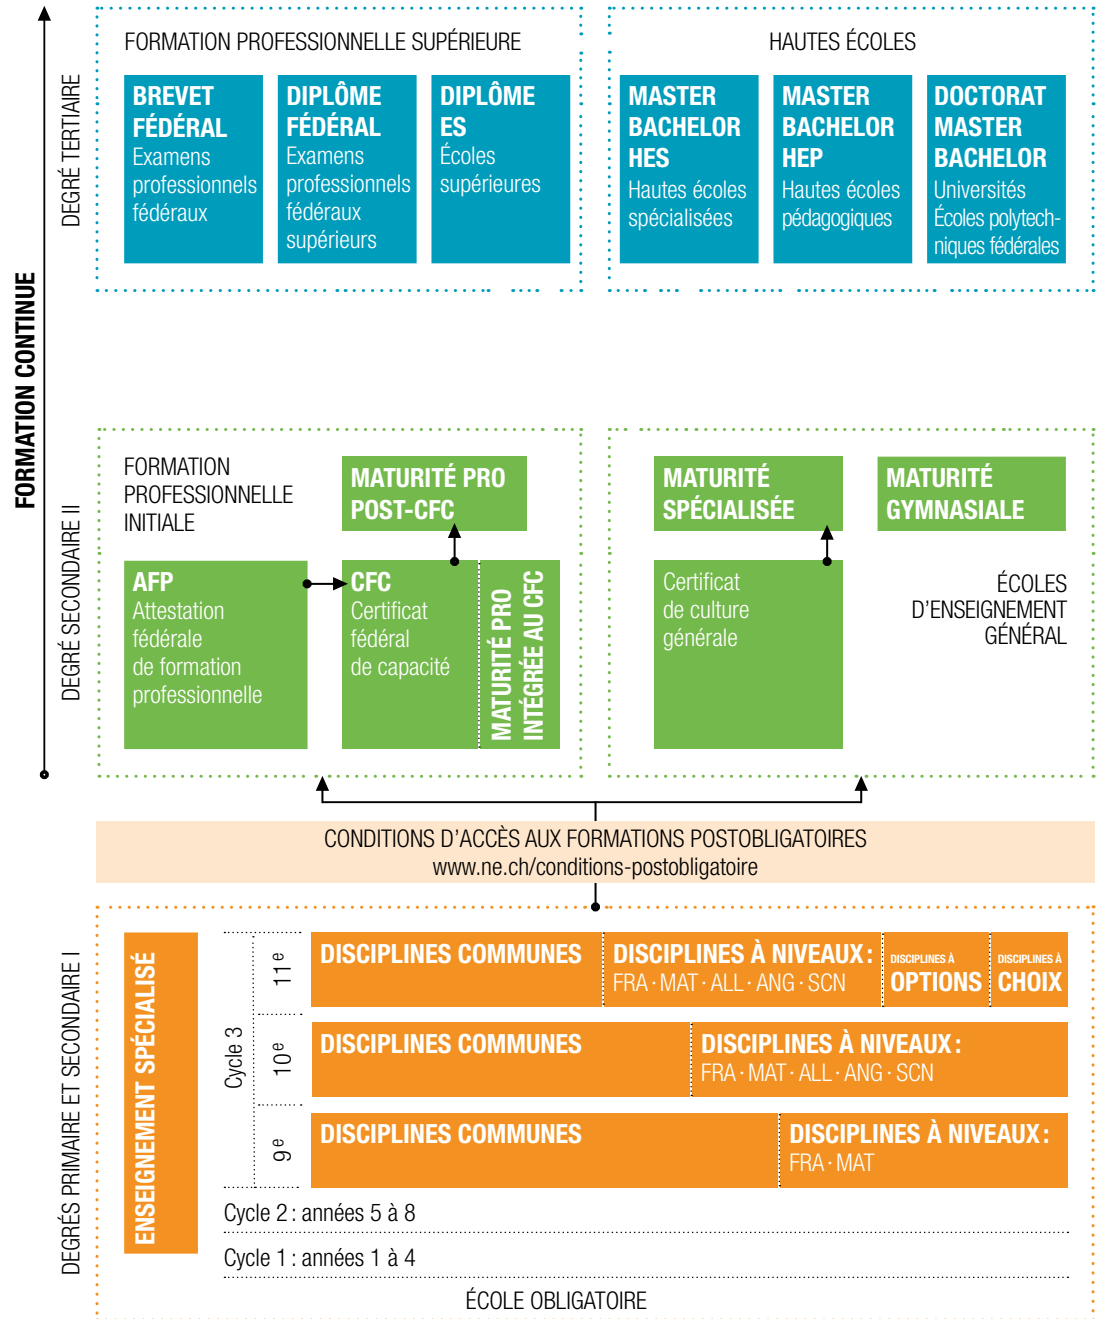 FORMATION CONTINUE
DEGRÉ TERTIAIRE
FORMATION PROFESSIONNELLE SUPÉRIEURE
BREVET
FÉDÉRAL
Examens
professionnels
fédéraux
DIPLÔME
FÉDÉRAL
Examens
professionnels
fédéraux
supérieurs
DIPLÔME
ES
Écoles
supérieures
HAUTES ÉCOLES
MASTER
BACHELOR
HES
Hautes écoles
spécialisées
MASTER
BACHELOR
HEP
Hautes écoles
pédagogiques
DOCTORAT
MASTER
BACHELOR
Universités
Écoles polytech-
niques fédérales
DEGRÉ SECONDAIRE II
FORMATION
PROFESSIONNELLE
INITIALE
MATURITÉ PRO
POST-CFC
AFP
Attestation
fédérale
de formation
professionnelle
CFC
Certificat
fédéral
de capacité
MATURITÉ PRO
INTÉGRÉE AU CFC
MATURITÉ
SPÉCIALISÉE
MATURITÉ
GYMNASIALE
Certificat
de culture
générale
ÉCOLES
D'ENSEIGNEMENT
GÉNÉRAL
CONDITIONS D'ACCÈS AUX FORMATIONS POSTOBLIGATOIRES
www.ne.ch/conditions-postobligatoire
DEGRÉS PRIMAIRE ET SECONDAIRE I
ENSEIGNEMENT SPÉCIALISÉ
Cycle 3
11e
DISCIPLINES COMMUNES
DISCIPLINES À NIVEAUX :
FRA · MAT · ALL · ANG · SCN
DISCIPLINES À
OPTIONS
DISCIPLINES À
CHOIX
10e
DISCIPLINES COMMUNES
DISCIPLINES À NIVEAUX :
FRA · MAT · ALL · ANG · SCN
9e
DISCIPLINES COMMUNES
DISCIPLINES À NIVEAUX :
FRA · MAT
Cycle 2 : années 5 à 8
Cycle 1 : années 1 à 4
ÉCOLE OBLIGATOIRE